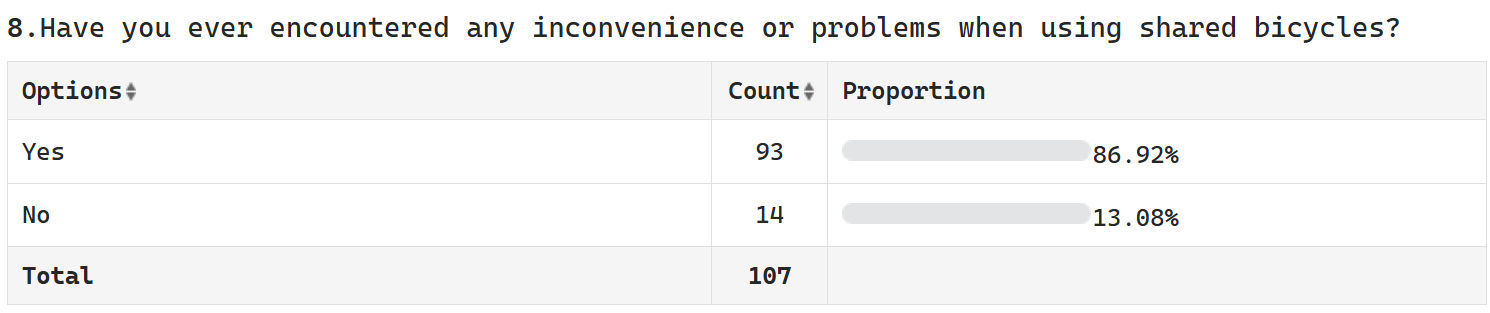 8.Have you ever encountered any inconvenience or problems when using shared bicycles?
Options Count Proportion
Yes 93 86.92%
No 14 13.08%
Total 107